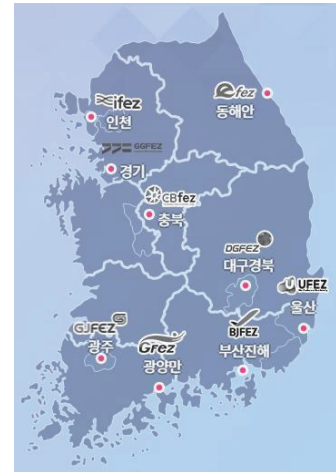 ifez
인천
efez
동해안
GGFEZ
경기
CBfez
충북
DGFEZ
대구경북
UFEZ
울산
GJFEZ
광주
GFEZ
광양만
BJFEZ
부산진해